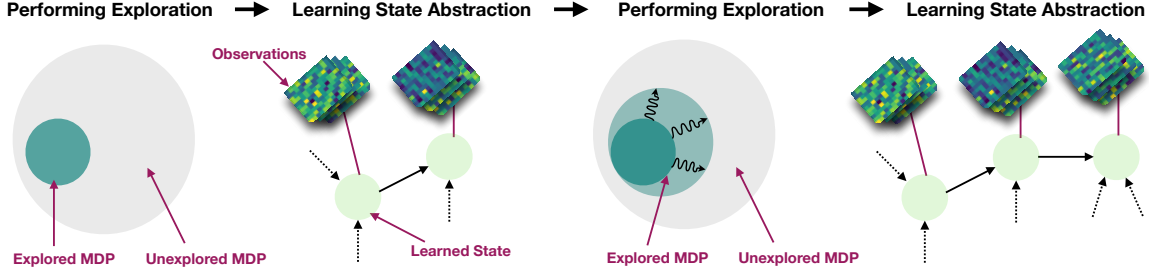 Performing Exploration
Learning State Abstraction
Performing Exploration
Learning State Abstraction
Observations
Explored MDP
Unexplored MDP
Learned State
Explored MDP
Unexplored MDP